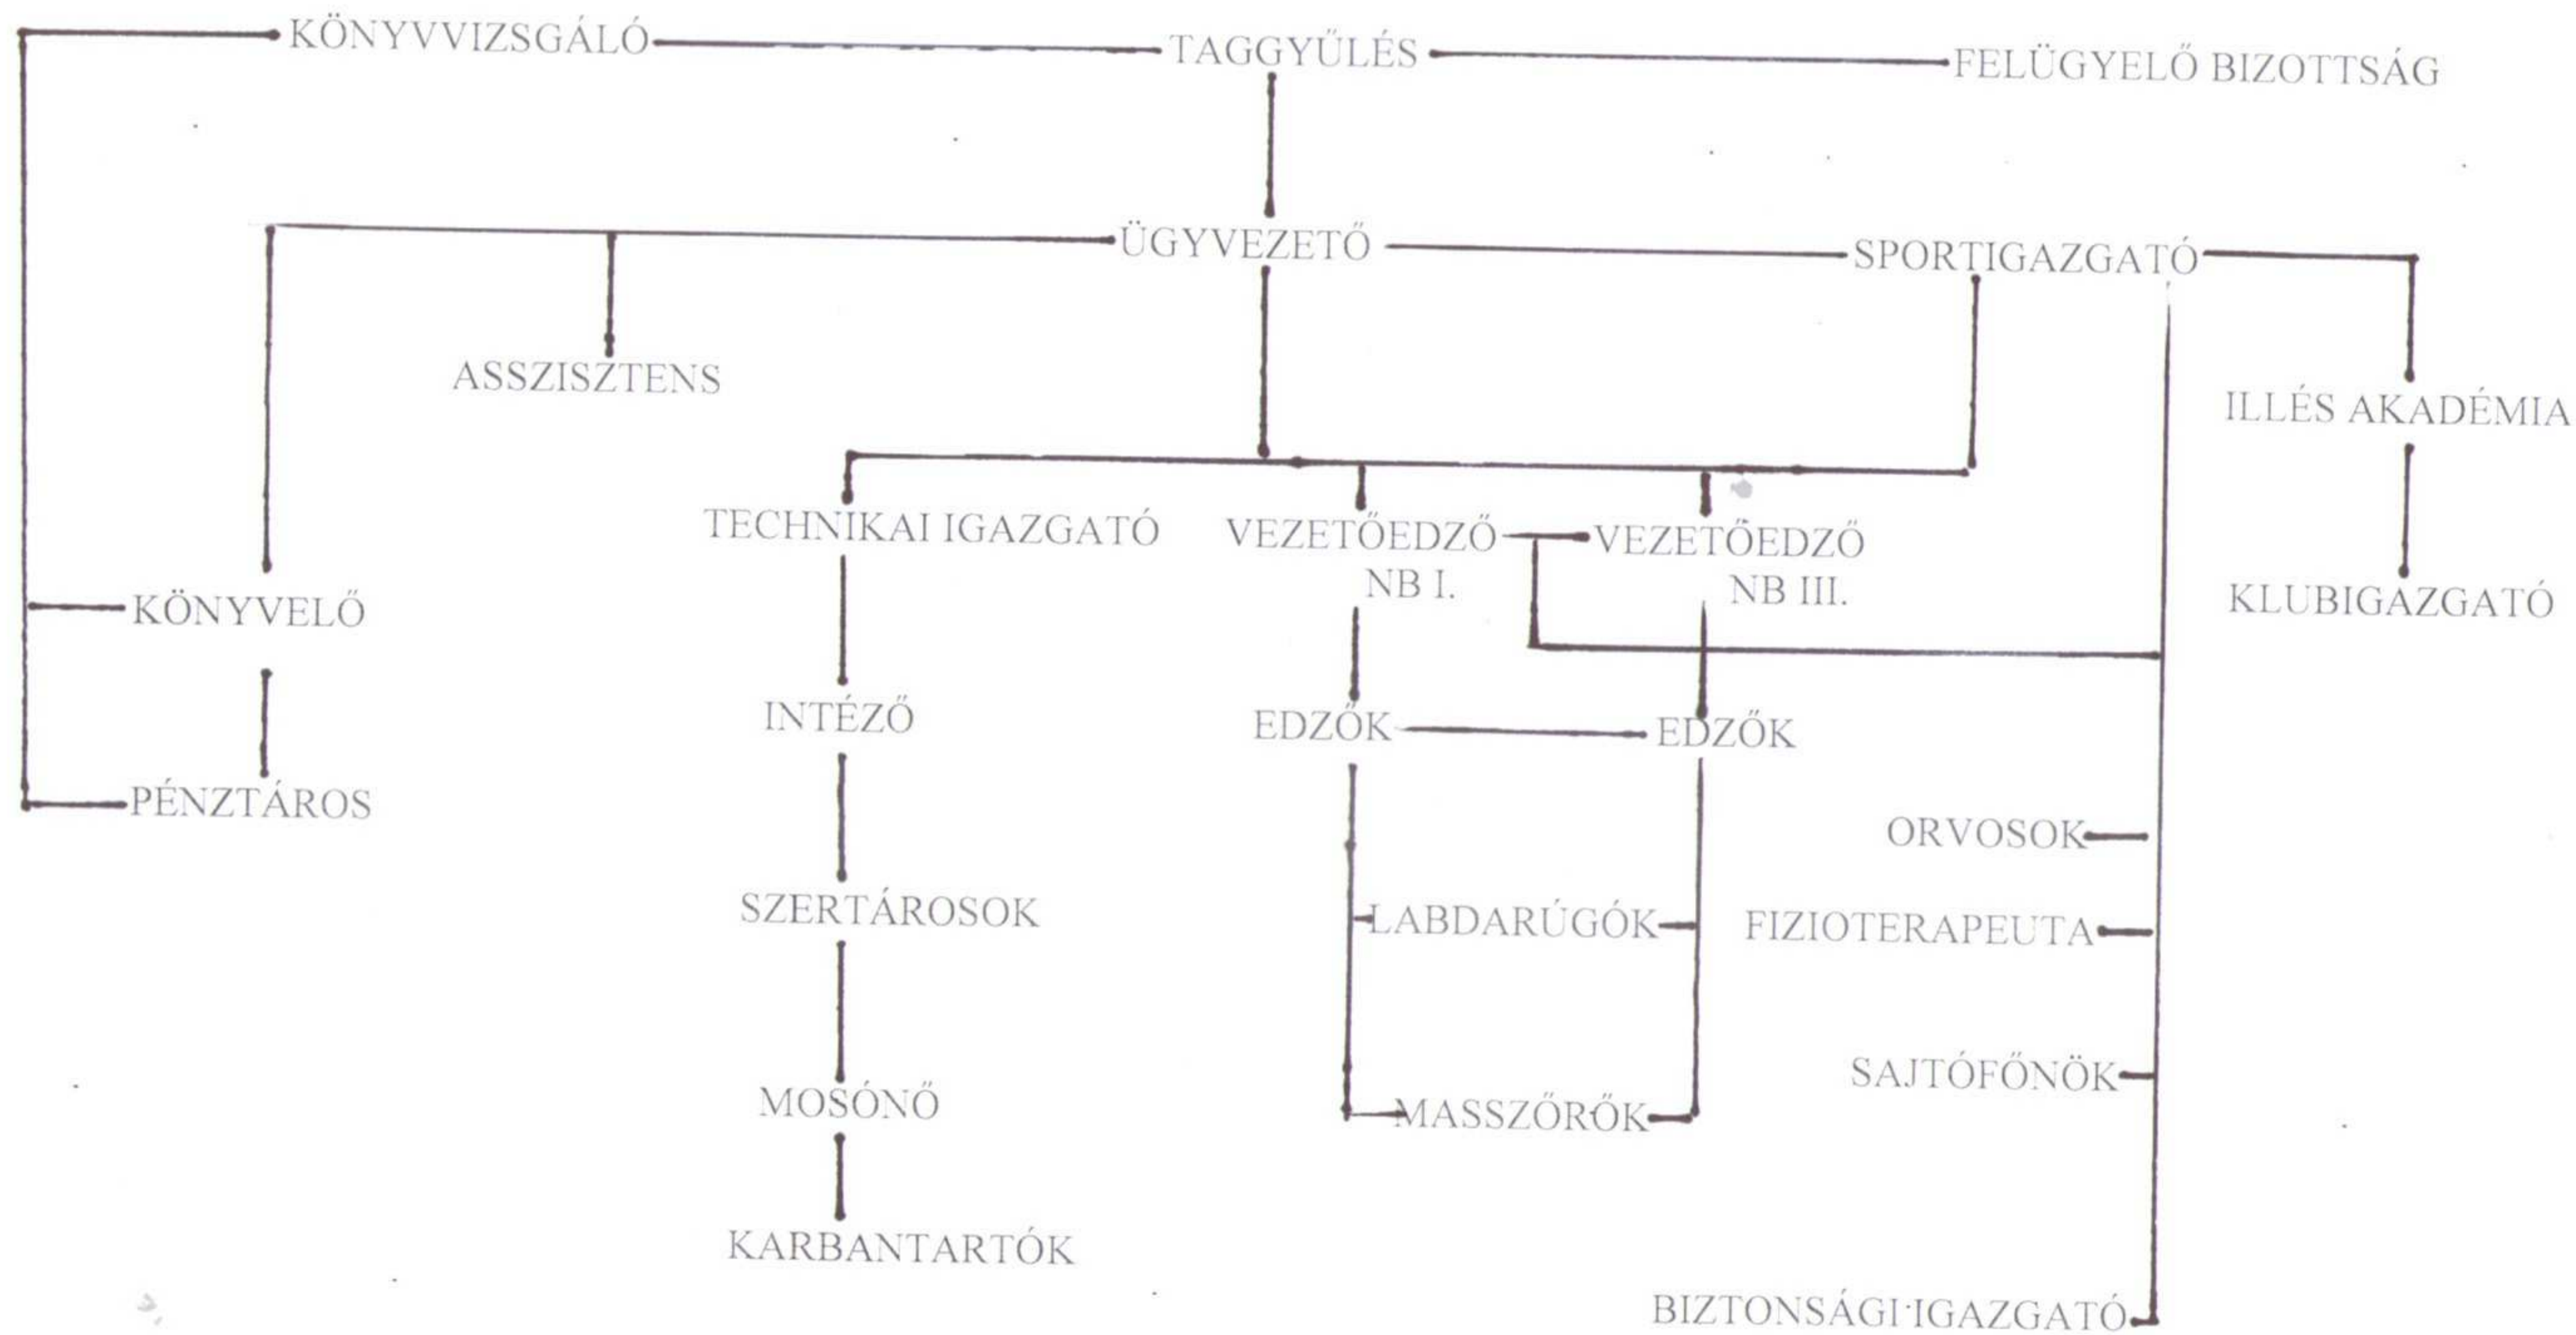 KÖNYVVIZSGÁLÓ
TAGGYŰLÉS
FELÜGYELŐ BIZOTTSÁG
ÜGYVEZETŐ
SPORTIGAZGATÓ
ASSZISZTENS
ILLÉS AKADÉMIA
TECHNIKAI IGAZGATÓ
VEZETŐEDZŐ
NB I.
VEZETŐEDZŐ
NB III.
KLUBIGAZGATÓ
KÖNYVELŐ
INTÉZŐ
EDZŐK
EDZŐK
PÉNZTÁROS
ORVOSOK
SZERTÁROSOK
LABDARÚGÓK
FIZIOTERAPEUTA
SAJTÓFŐNÖK
MOSÓNŐ
MASSZŐRŐK
KARBANTARTÓK
BIZTONSÁGI IGAZGATÓ